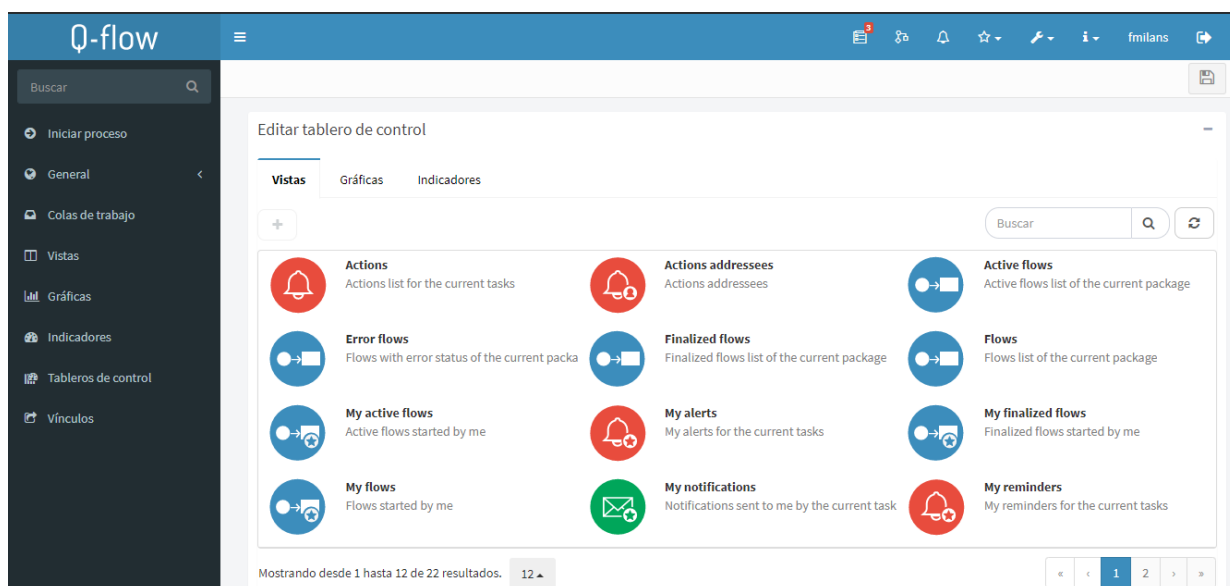 Q-flow
3
fmilans
Buscar
Iniciar proceso
General
Colas de trabajo
Vistas
Gráficas
Indicadores
Tableros de control
Vínculos
Editar tablero de control
Vistas Gráficas Indicadores
Buscar
Actions
Actions list for the current tasks
Actions addressees
Actions addressees
Active flows
Active flows list of the current package
Error flows
Flows with error status of the current packa
Finalized flows
Finalized flows list of the current package
Flows
Flows list of the current package
My active flows
Active flows started by me
My alerts
My alerts for the current tasks
My finalized flows
Finalized flows started by me
My flows
Flows started by me
My notifications
Notifications sent to me by the current task
My reminders
My reminders for the current tasks
Mostrando desde 1 hasta 12 de 22 resultados. 12
« ‹ 1 2 › »